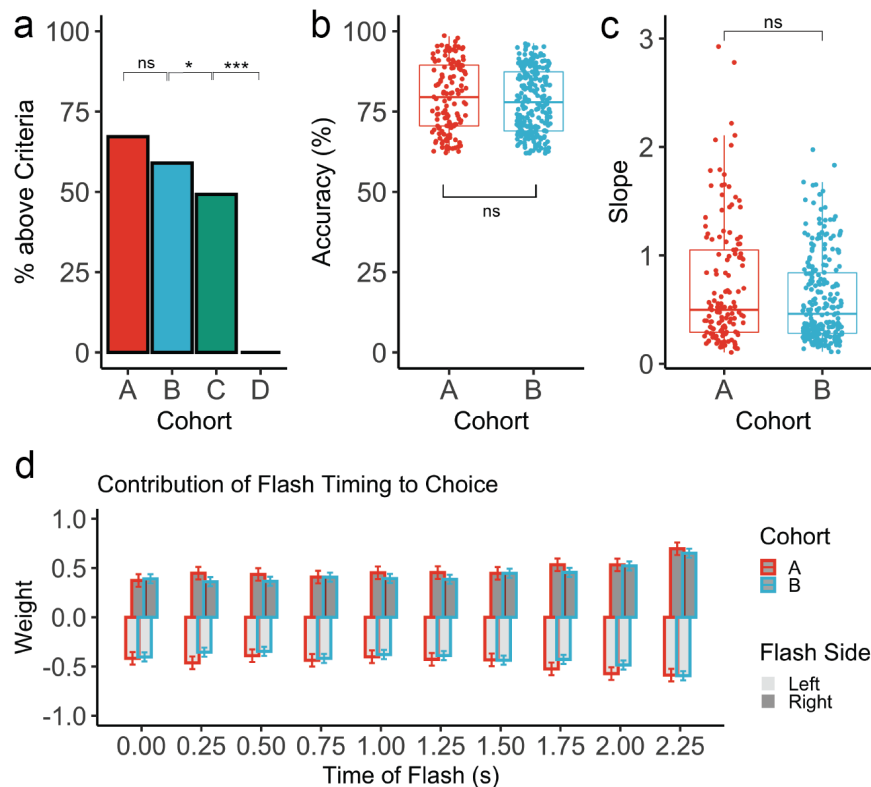 a
% above Criteria
100
75
50
25
0
ns
*
***
A B C D
Cohort
b
Accuracy (%)
100
75
50
25
0
ns
A B
Cohort
c
Slope
3
2
1
0
ns
A B
Cohort
d
Contribution of Flash Timing to Choice
Weight
1.0
0.5
0.0
-0.5
-1.0
0.00 0.25 0.50 0.75 1.00 1.25 1.50 1.75 2.00 2.25
Time of Flash (s)
Cohort
A
B
Flash Side
Left
Right